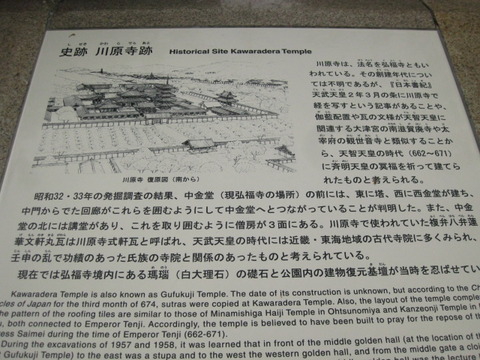 し せき かわ ら でら あと
史跡 川原寺跡 Historical Site Kawaradera Temple
川原寺 復原図(南から)
川原寺は、法名を弘福寺ともい
われている。その創建年代につい
ては不明であるが、『日本書紀』
天武天皇2年3月の条に川原寺で
経を写すという記事があることや、
伽藍配置や瓦の文様が天智天皇に
関連する大津宮の南滋賀廃寺や太
宰府の観世音寺と類似することか
ら、天智天皇の時代(662~671)
に斉明天皇の冥福を祈って建てら
れたものと考えられる。
昭和32・33年の発掘調査の結果、中金堂(現弘福寺の場所)の前には、東に塔、西に西金堂が建ち、
中門からでた回廊がこれらを囲むようにして中金堂へとつながっていることが判明した。また、中金
堂の北には講堂があり、これを取り囲むように僧房が3面にある。川原寺で使われていた複弁八弁蓮
華文軒丸瓦は川原寺式軒瓦と呼ばれ、天武天皇の時代には近畿・東海地域の古代寺院に多くみられ、
壬申の乱での功績のあった氏族の寺院と関係のあったものと考えられている。
現在では弘福寺境内にある瑪瑙(白大理石)の礎石と公園内の建物復元基壇が当時を忍ばせてい
Kawaradera Temple is also known as Gufukuji Temple. The date of its construction is unknown, but according to the Ch
cles of Japan for the third month of 674, sutras were copied at Kawaradera Temple. Also, the layout of the temple comple
the pattern of the roofing tiles are similar to those of Minamishiga Haiji Temple in Ohtsunomiya and Kanzeonji Temple in
u, both connected to Emperor Tenji. Accordingly, the temple is believed to have been built to pray for the repose of t
ess Saimei during the time of Emperor Tenji (662-671).
During the excavations of 1957 and 1958, it was learned that in front of the middle golden hall (at the location of t
Gufukuji Temple) to the east was a stupa and to the west the western golden hall, and from the middle gate a clo